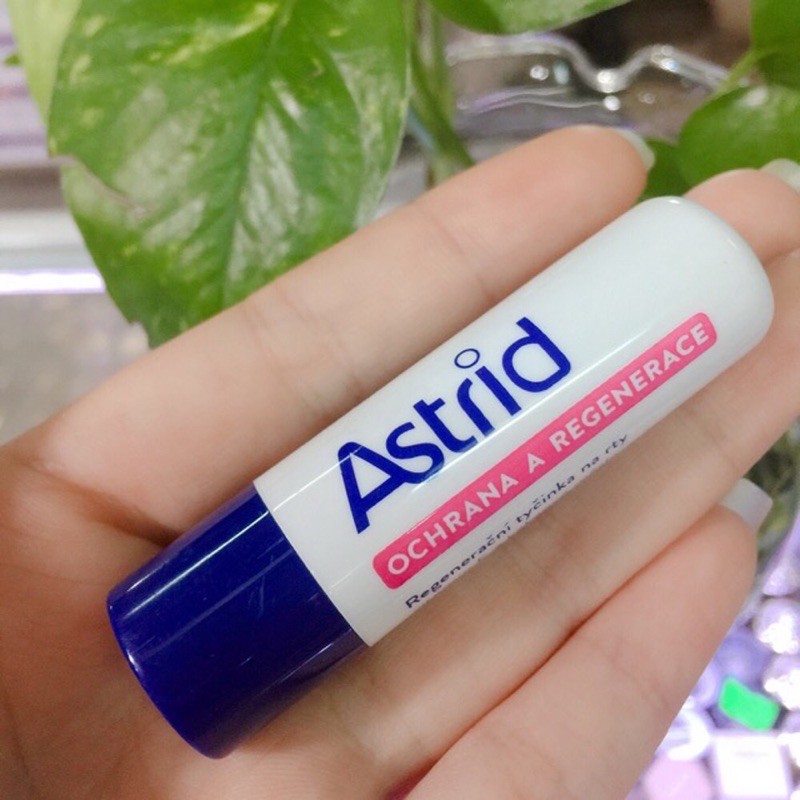 Astrid
OCHRANA A REGENERACE
Regenerační tyčinka na rty